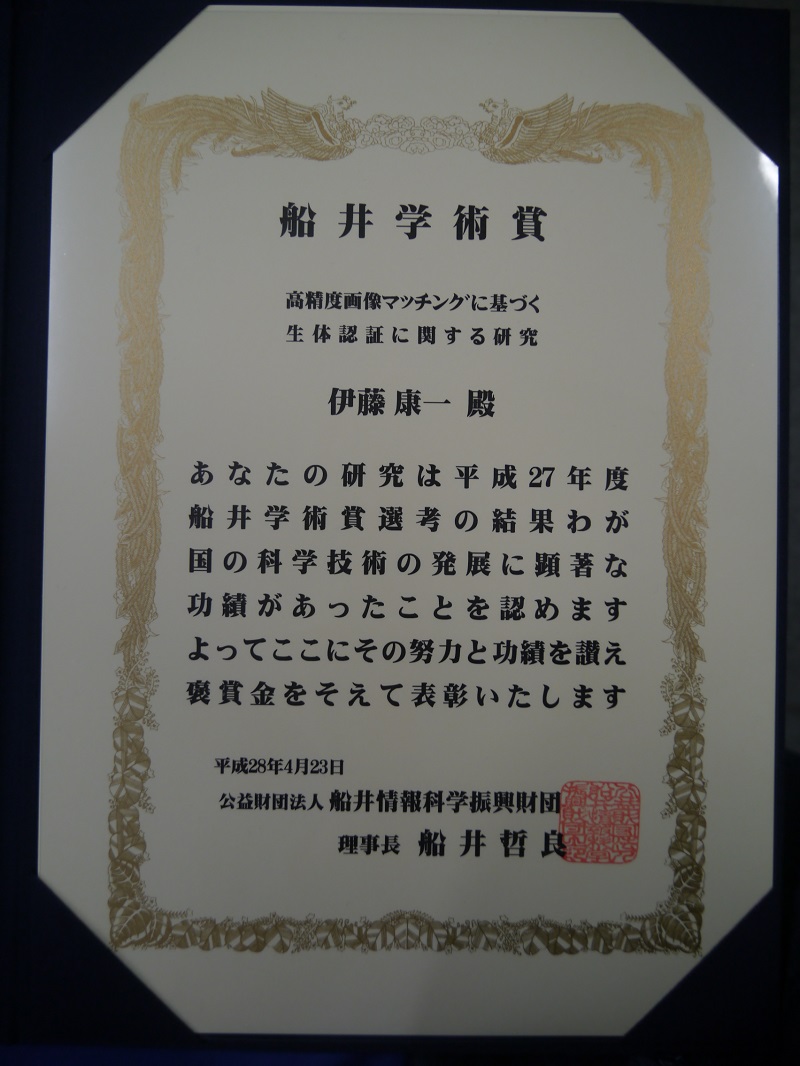 船井学術賞
高精度画像マッチングに基づく
生体認証に関する研究
伊藤 康一 殿
あなたの研究は平成27年度
船井学術賞選考の結果わが
国の科学技術の発展に顕著な
功績があったことを認めます
よってここにその努力と功績を讃え
褒賞金をそえて表彰いたします
平成28年4月23日
公益財団法人 船井情報科学振興財団
理事長 船井哲良